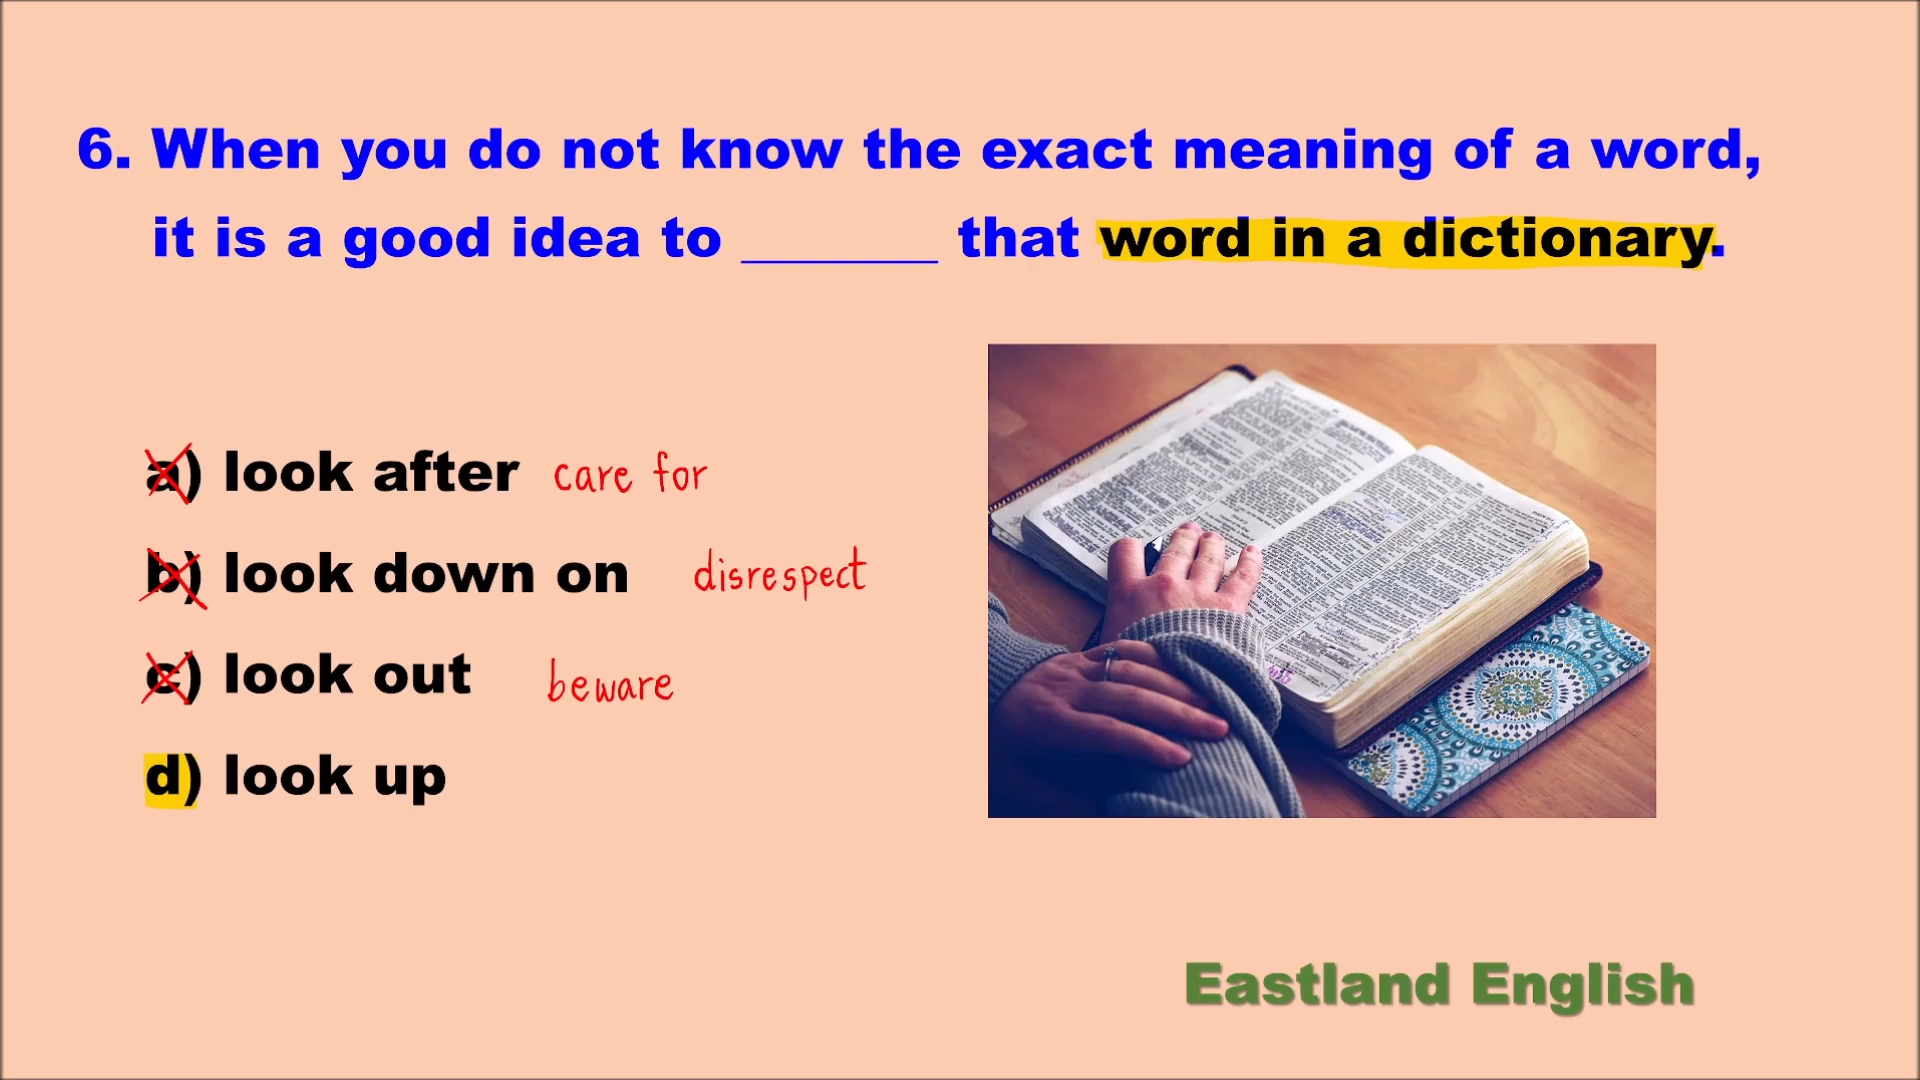 6. When you do not know the exact meaning of a word,
it is a good idea to _______ that word in a dictionary.
a) look after care for
b) look down on disrespect
c) look out beware
d) look up
Eastland English